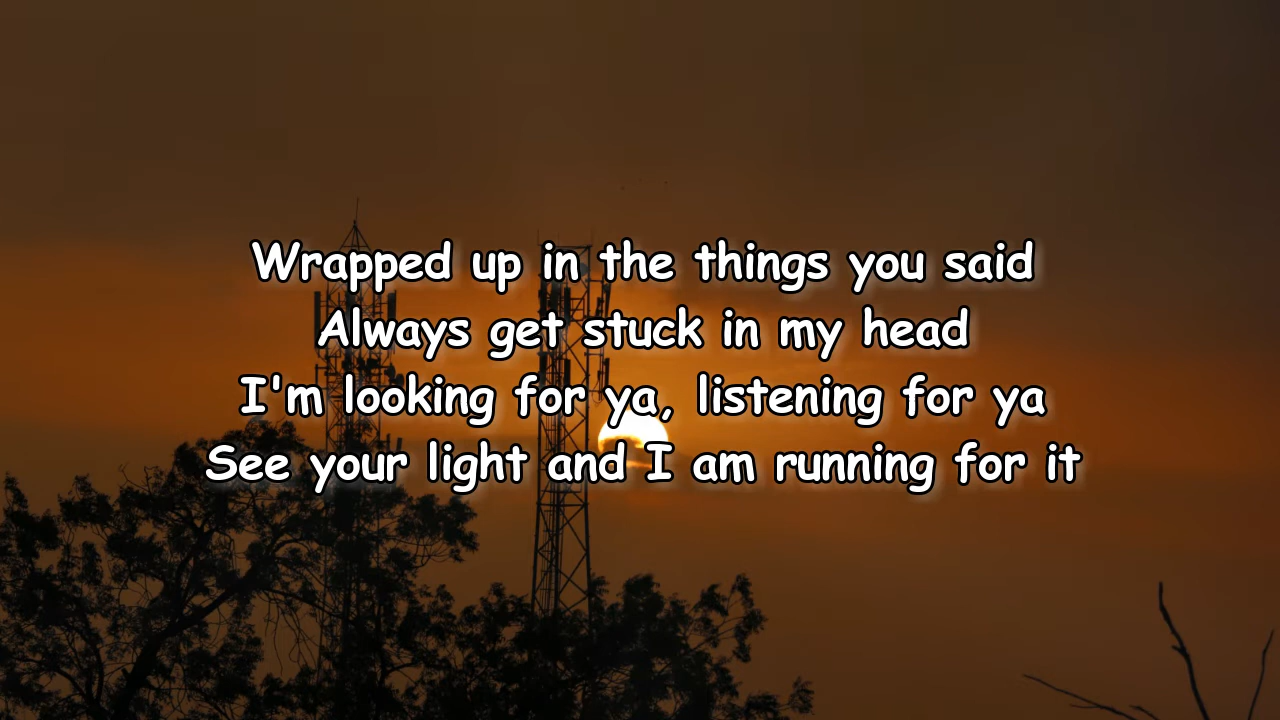 Wrapped up in the things you said
Always get stuck in my head
I'm looking for ya, listening for ya
See your light and I am running for it